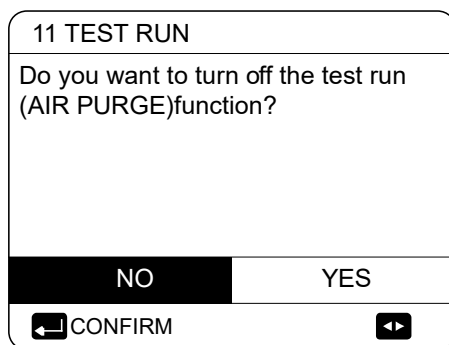 11 TEST RUN
Do you want to turn off the test run
(AIR PURGE)function?
NO YES
CONFIRM